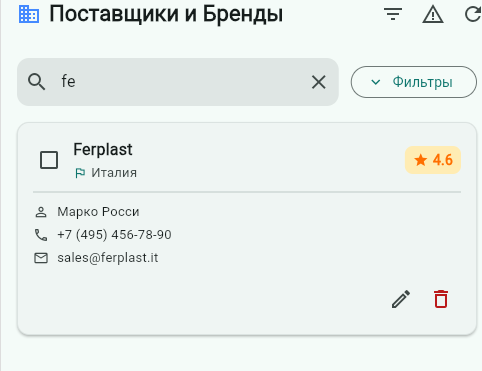 Поставщики и Бренды
fe
Фильтры
Ferplast
Италия
4.6
Марко Росси
+7 (495) 456-78-90
sales@ferplast.it